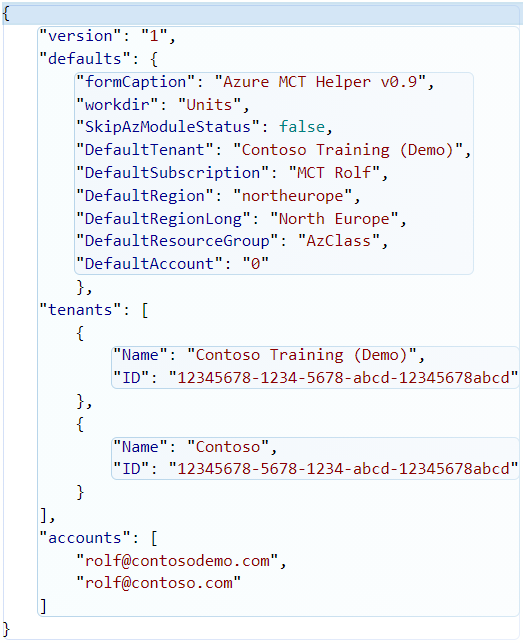 {
    "version": "1",
    "defaults": {
        "formCaption": "Azure MCT Helper v0.9",
        "workdir": "Units",
        "SkipAzModuleStatus": false,
        "DefaultTenant": "Contoso Training (Demo)",
        "DefaultSubscription": "MCT Rolf",
        "DefaultRegion": "northeurope",
        "DefaultRegionLong": "North Europe",
        "DefaultResourceGroup": "AzClass",
        "DefaultAccount": "0"
        },
    "tenants": [
        {
            "Name": "Contoso Training (Demo)",
            "ID": "12345678-1234-5678-abcd-12345678abcd"
        },
        {
            "Name": "Contoso",
            "ID": "12345678-5678-1234-abcd-12345678abcd"
        }
    ],
    "accounts": [
        "rolf@contosodemo.com",
        "rolf@contoso.com"
    ]
}